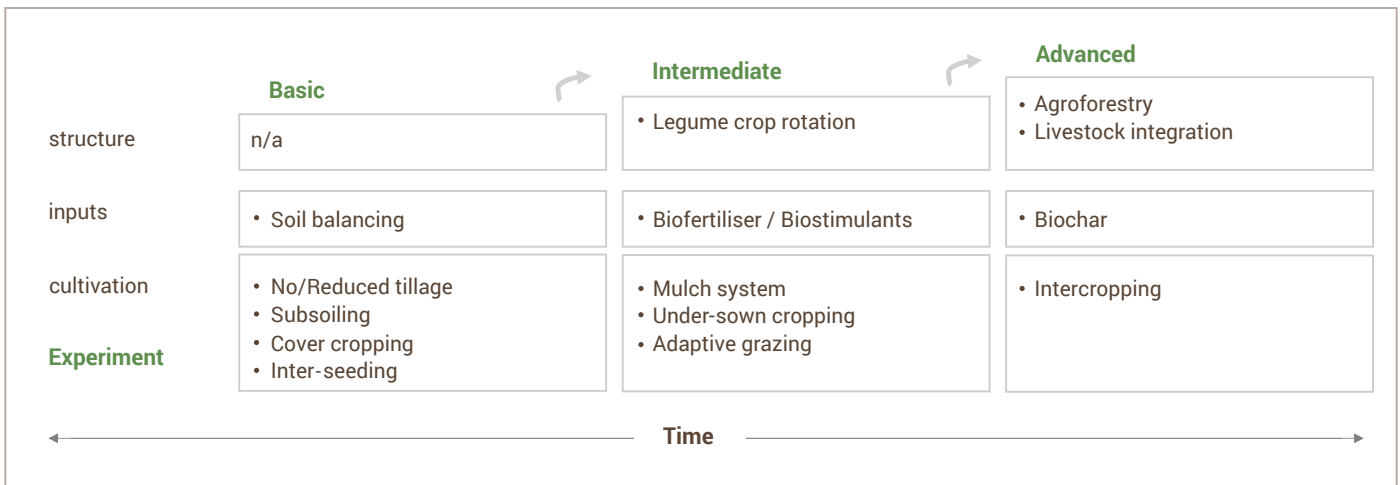 Basic
Intermediate
Advanced
structure
n/a
• Legume crop rotation
• Agroforestry
• Livestock integration
inputs
• Soil balancing
• Biofertiliser / Biostimulants
• Biochar
cultivation
• No/Reduced tillage
• Subsoiling
• Cover cropping
• Inter-seeding
• Mulch system
• Under-sown cropping
• Adaptive grazing
• Intercropping
Experiment
Time